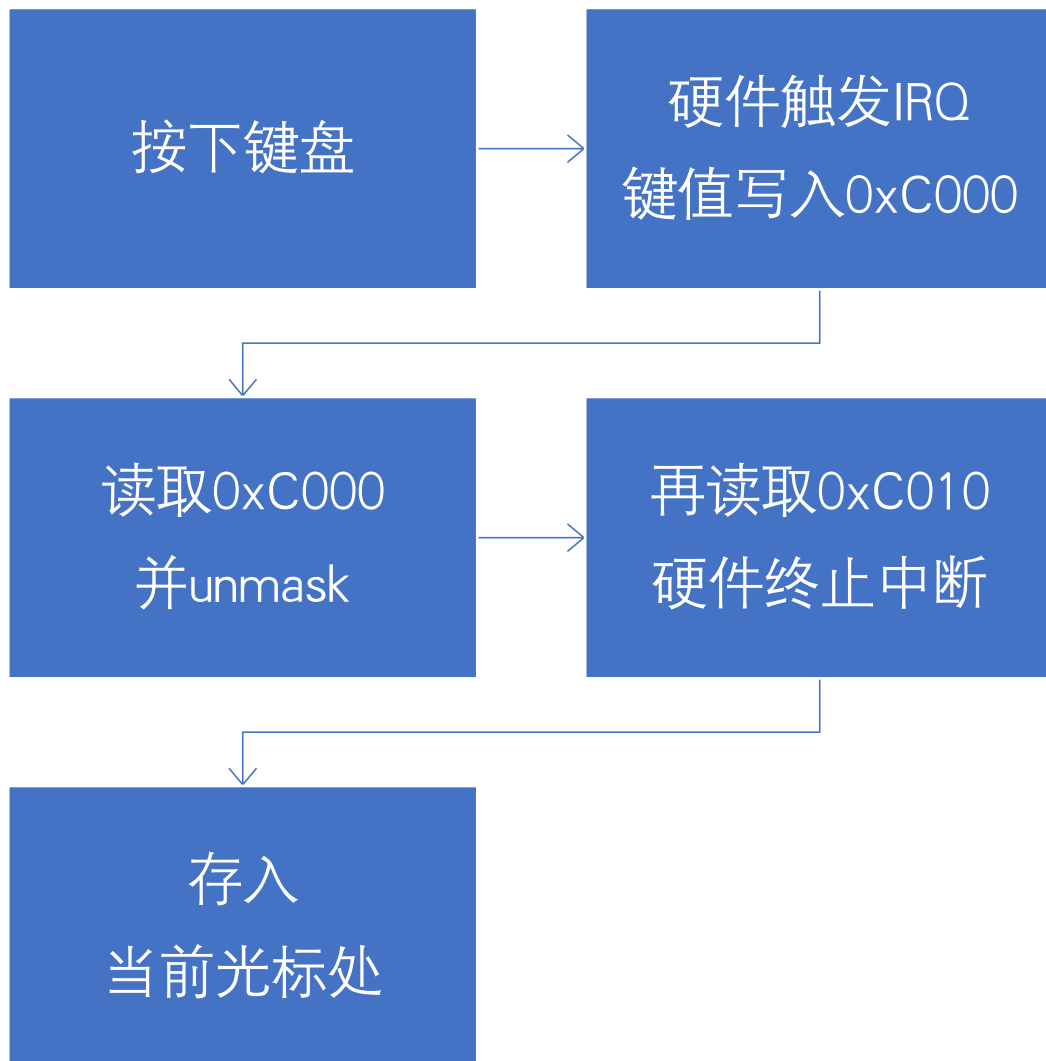 按下键盘
硬件触发IRQ
键值写入0xC000
读取0xC000
并unmask
再读取0xC010
硬件终止中断
存入
当前光标处